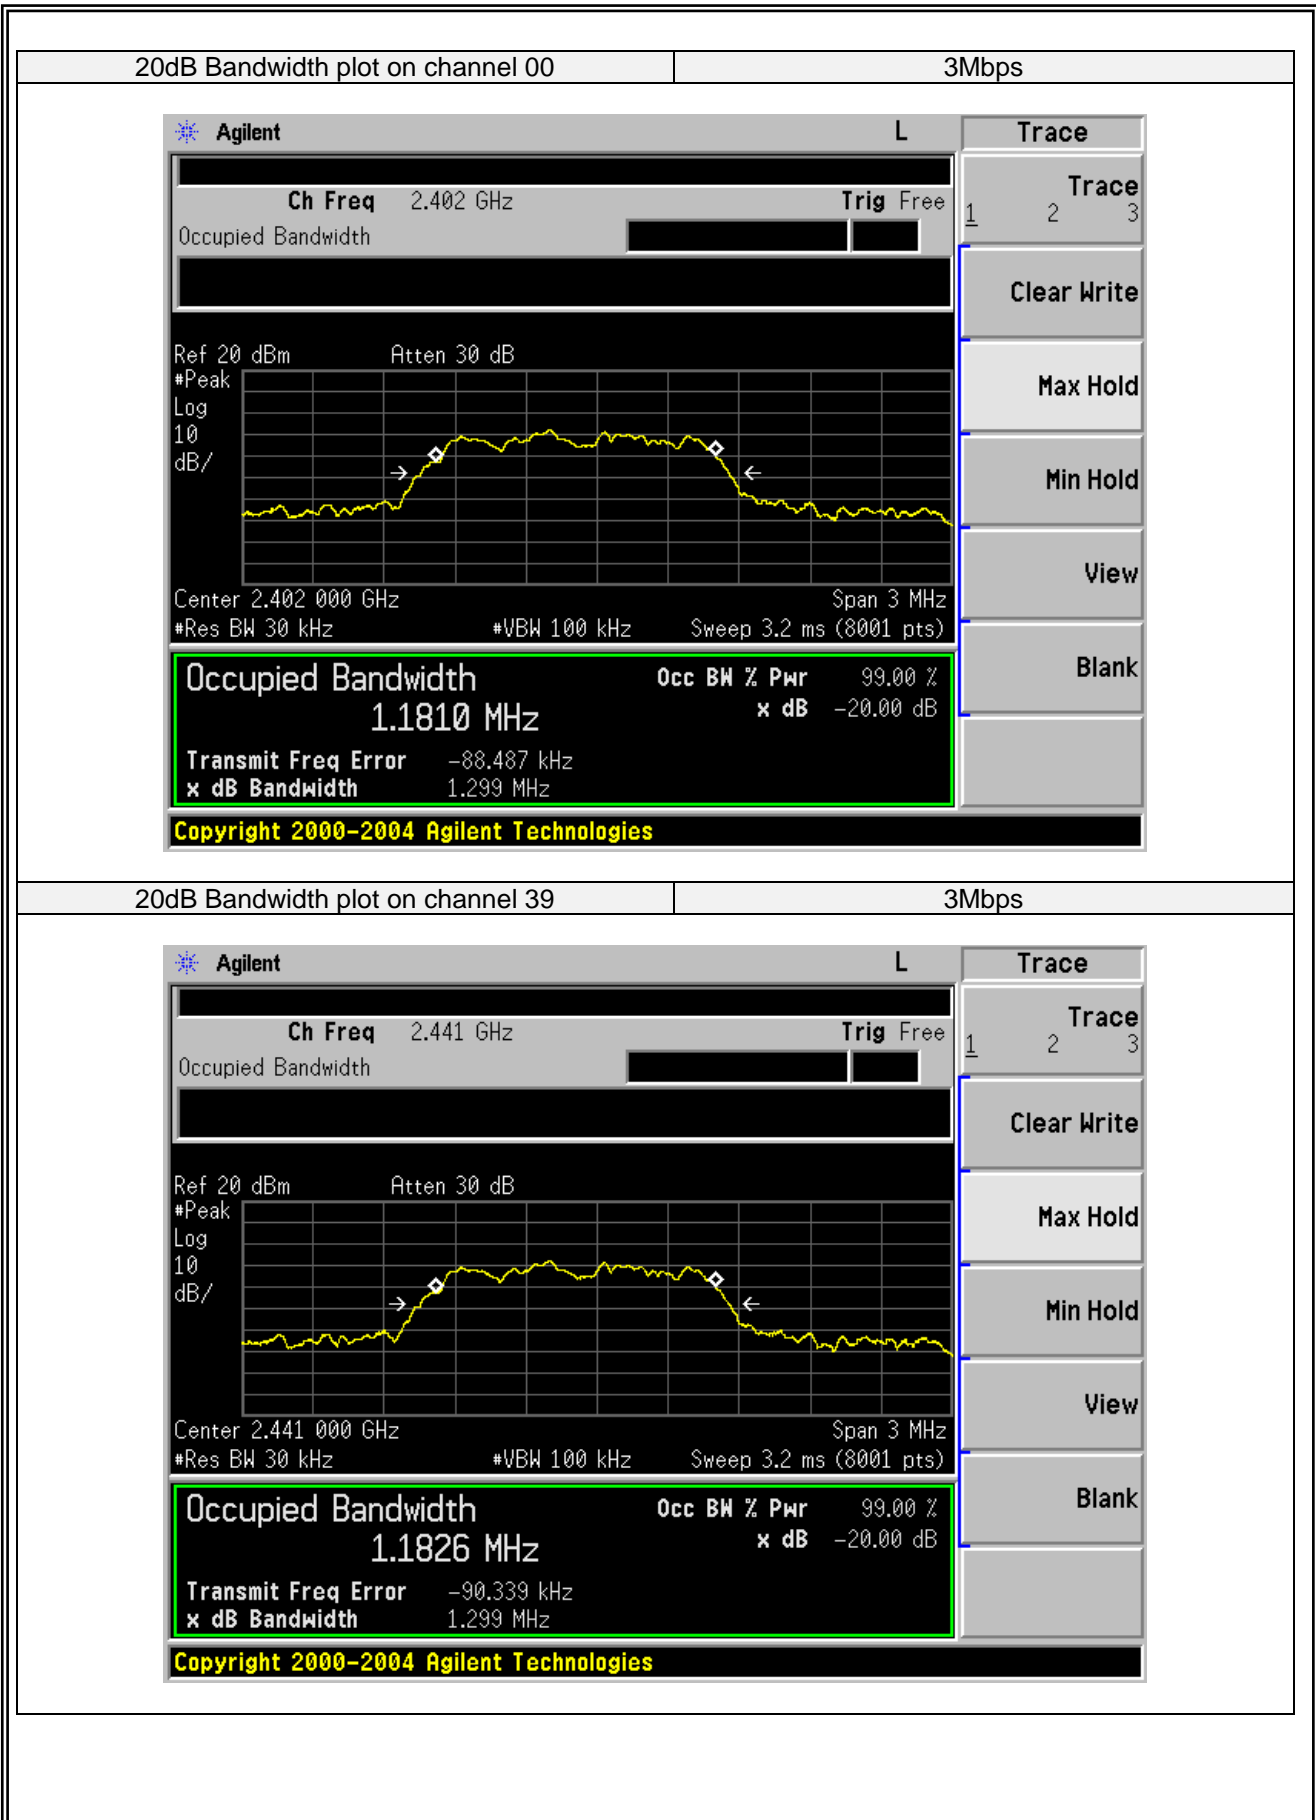 20dB Bandwidth plot on channel 00 3Mbps
Agilent L Trace
Ch Freq 2.402 GHz Trig Free
Occupied Bandwidth
Trace
1 2 3
Clear Write
Max Hold
Min Hold
View
Blank
Ref 20 dBm Atten 30 dB
#Peak
Log
10
dB/
Center 2.402 000 GHz Span 3 MHz
#Res BW 30 kHz #VBW 100 kHz Sweep 3.2 ms (8001 pts)
Occupied Bandwidth Occ BW % Pwr 99.00 %
1.1810 MHz x dB -20.00 dB
Transmit Freq Error -88.487 kHz
x dB Bandwidth 1.299 MHz
Copyright 2000-2004 Agilent Technologies
20dB Bandwidth plot on channel 39 3Mbps
Agilent L Trace
Ch Freq 2.441 GHz Trig Free
Occupied Bandwidth
Trace
1 2 3
Clear Write
Max Hold
Min Hold
View
Blank
Ref 20 dBm Atten 30 dB
#Peak
Log
10
dB/
Center 2.441 000 GHz Span 3 MHz
#Res BW 30 kHz #VBW 100 kHz Sweep 3.2 ms (8001 pts)
Occupied Bandwidth Occ BW % Pwr 99.00 %
1.1826 MHz x dB -20.00 dB
Transmit Freq Error -90.339 kHz
x dB Bandwidth 1.299 MHz
Copyright 2000-2004 Agilent Technologies